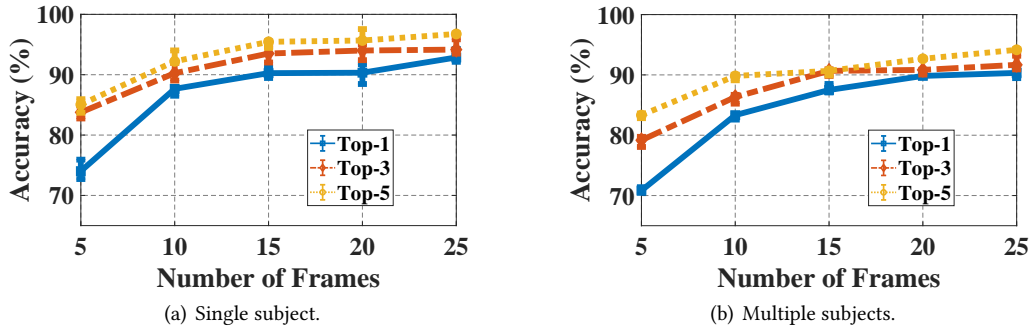 100
90
80
70
Accuracy (%)
Top-1
Top-3
Top-5
5 10 15 20 25
Number of Frames
(a) Single subject.
100
90
80
70
Accuracy (%)
Top-1
Top-3
Top-5
5 10 15 20 25
Number of Frames
(b) Multiple subjects.